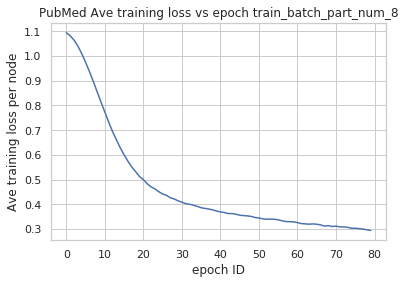 PubMed Ave training loss vs epoch train_batch_part_num_8
1.1
1.0
0.9
0.8
0.7
0.6
0.5
0.4
0.3
Ave training loss per node
0 10 20 30 40 50 60 70 80
epoch ID